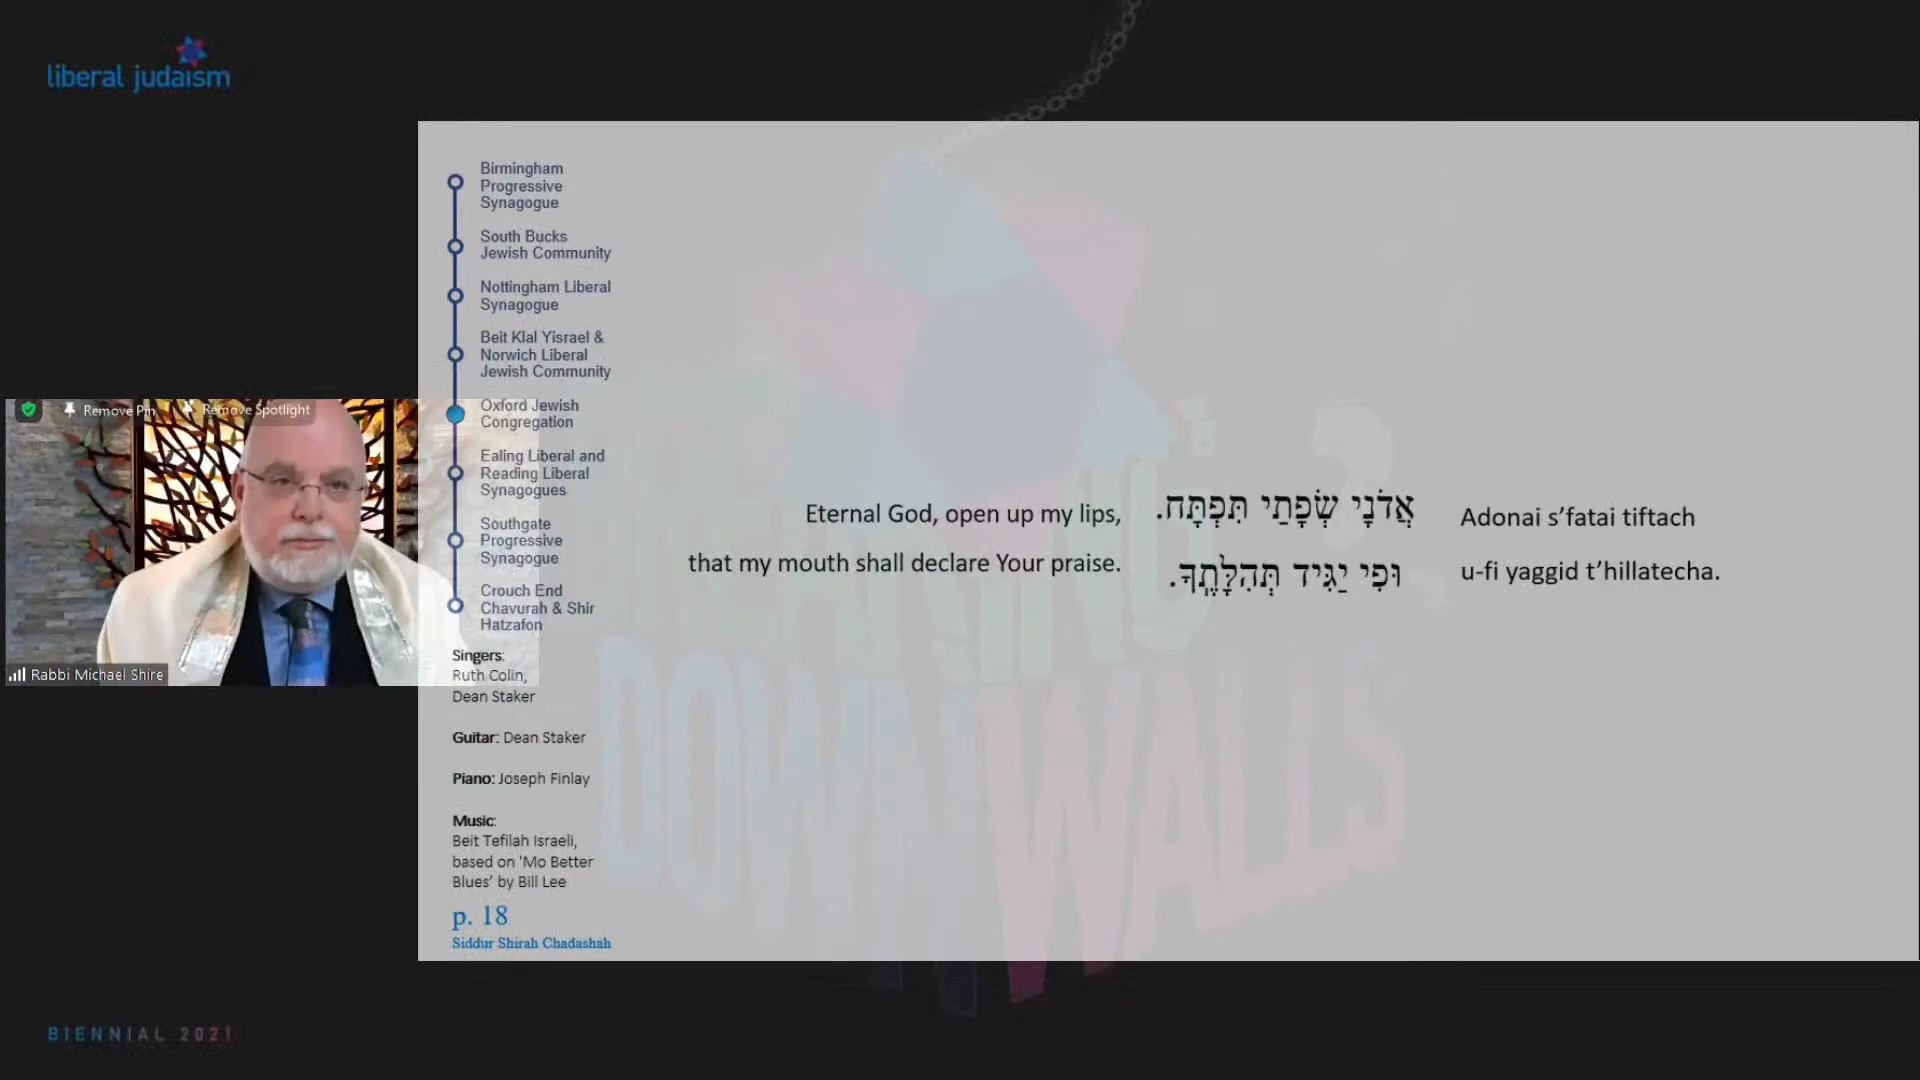 liberal judaism
Birmingham
Progressive
Synagogue
South Bucks
Jewish Community
Nottingham Liberal
Synagogue
Beit Klal Yisrael &
Norwich Liberal
Jewish Community
Oxford Jewish
Congregation
Ealing Liberal and
Reading Liberal
Synagogues
Southgate
Progressive
Synagogue
Crouch End
Chavurah & Shir
Hatzafon
Singers:
Ruth Colin,
Dean Staker
Guitar: Dean Staker
Piano: Joseph Finlay
Music:
Beit Tefilah Israeli,
based on 'Mo Better
Blues’ by Bill Lee
p. 18
Siddur Shirah Chadashah
Remove Pin
Remove Spotlight
Rabbi Michael Shire
Eternal God, open up my lips,
that my mouth shall declare Your praise.
אֲדֹנָי שְׂפָתַי תִּפְתָּח.
וּפִי יַגִּיד תְּהִלָּתֶֽךָ.
Adonai s’fatai tiftach
u-fi yaggid t’hillatecha.
DOWN WALLS
BIENNIAL 2021